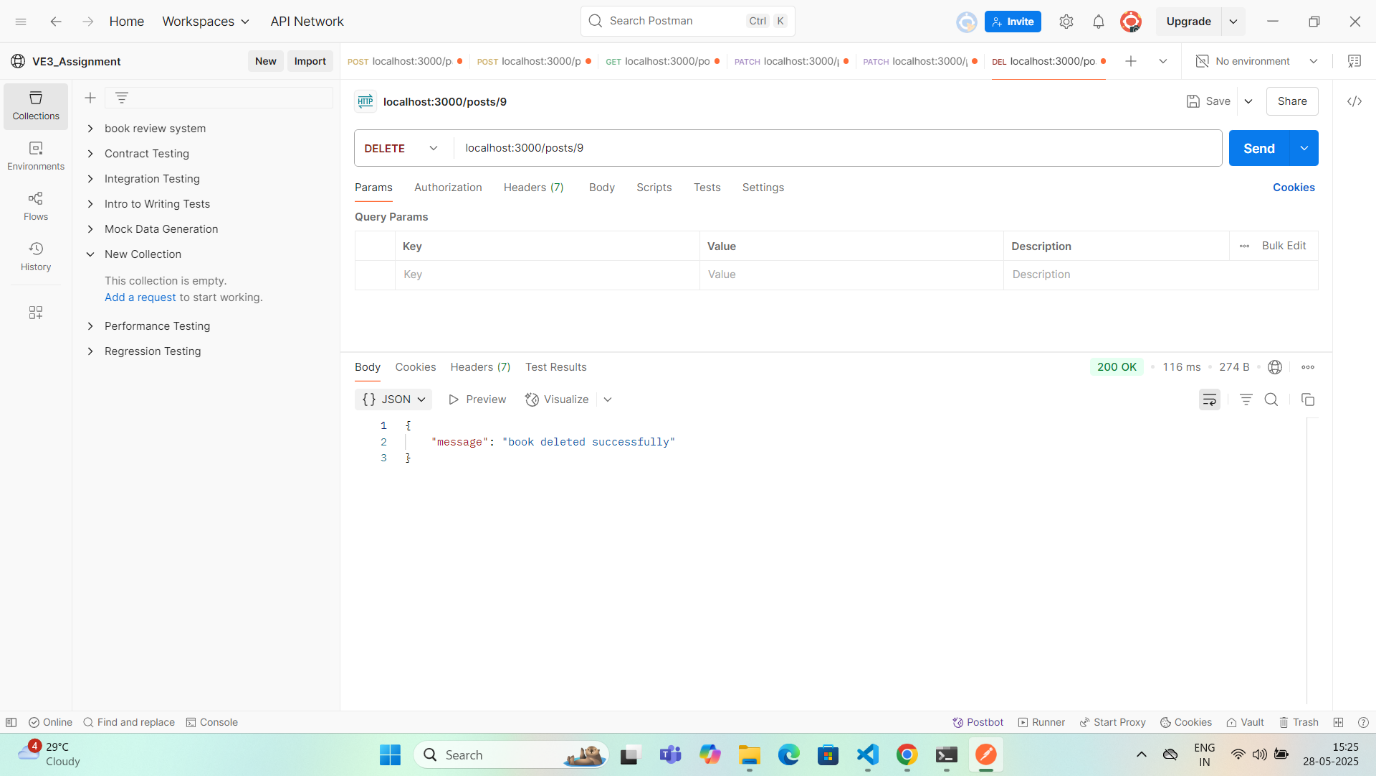 Home Workspaces API Network Search Postman Ctrl K Invite Upgrade
VE3_Assignment New Import POST localhost:3000/p POST localhost:3000/p GET localhost:3000/po PATCH localhost:3000/ PATCH localhost:3000/ DEL localhost:3000/po No environment
Collections
Environments
Flows
History
book review system
Contract Testing
Integration Testing
Intro to Writing Tests
Mock Data Generation
New Collection
This collection is empty.
Add a request to start working.
Performance Testing
Regression Testing
HTTP localhost:3000/posts/9 Save Share
DELETE localhost:3000/posts/9 Send
Params Authorization Headers (7) Body Scripts Tests Settings Cookies
Query Params
Key Value Description Bulk Edit
Key Value Description
Body Cookies Headers (7) Test Results 200 OK 116 ms 274 B
{} JSON Preview Visualize
1 {
2 "message": "book deleted successfully"
3 }
Online Find and replace Console Postbot Runner Start Proxy Cookies Vault Trash
4 29°C
Cloudy
Search
ENG
IN
15:25
28-05-2025